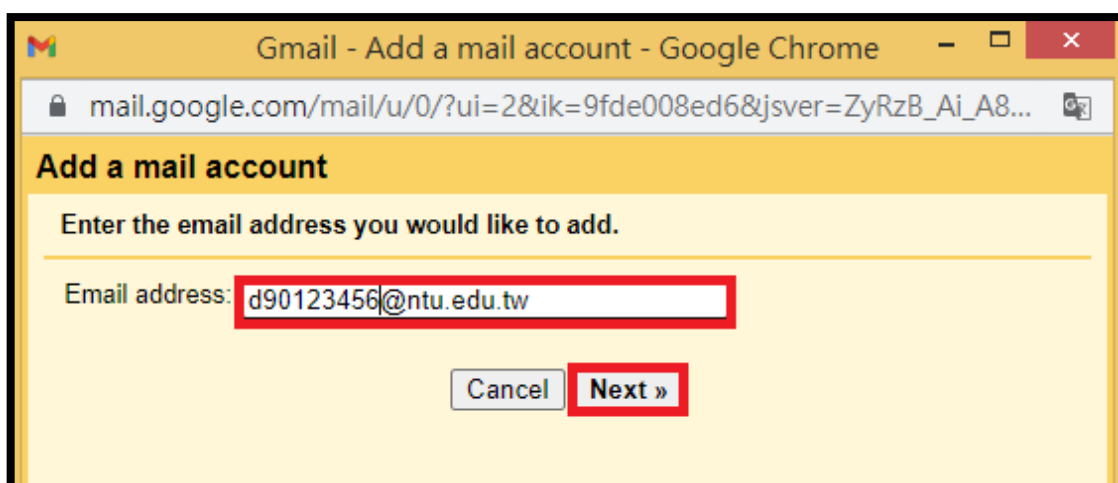 Gmail - Add a mail account - Google Chrome
mail.google.com/mail/u/0/?ui=2&ik=9fde008ed6&jsver=ZyRzB_Ai_A8...
Add a mail account
Enter the email address you would like to add.
Email address: d90123456@ntu.edu.tw
Cancel Next »